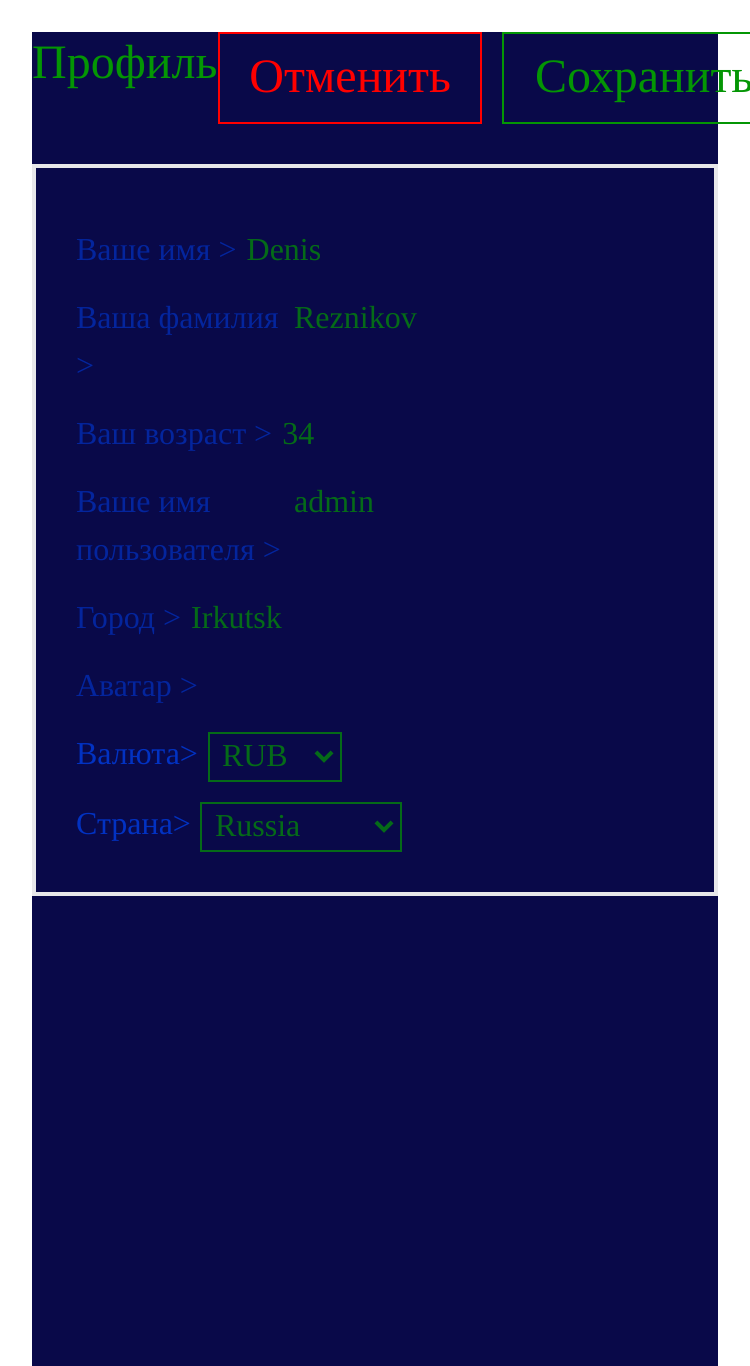 Профиль Отменить Сохранить
Ваше имя > Denis
Ваша фамилия Reznikov
>
Ваш возраст > 34
Ваше имя admin
пользователя >
Город > Irkutsk
Аватар >
Валюта> RUB
Страна> Russia